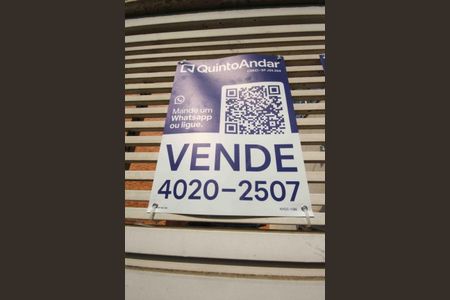 QuintoAndar
Mande um
Whatsapp
ou ligue.
VENDE
4020-2507